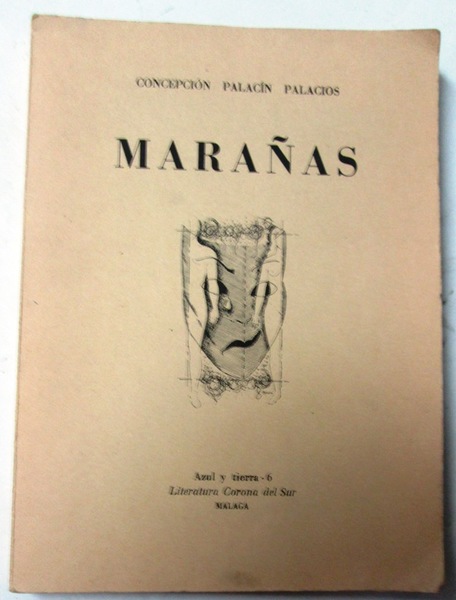 CONCEPCIÓN PALACÍN PALACIOS
MARAÑAS
Azul y tierra - 6
Literatura Corona del Sur
MALAGA